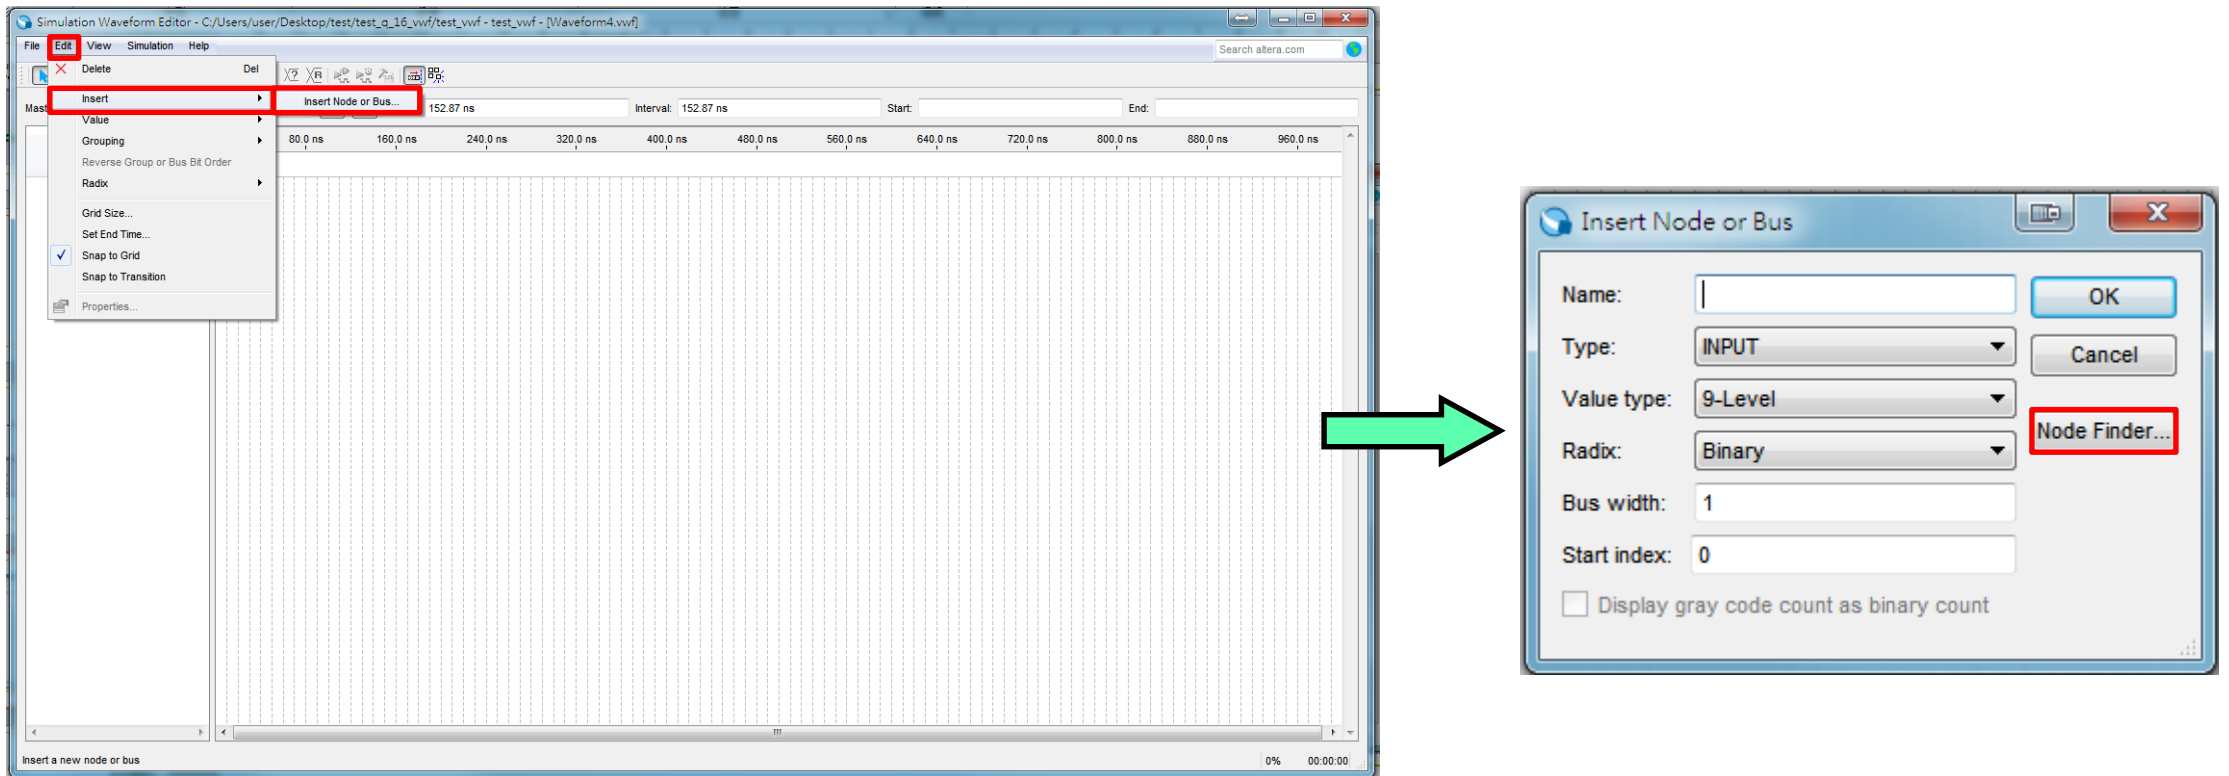 Simulation Waveform Editor - C:/Users/user/Desktop/test/test_q_16_vwf/test_vwf - test_vwf - [Waveform4.vwf]
File Edit View Simulation Help
Search altera.com
Delete Del
Insert
Insert Node or Bus...
Mast
152.87 ns
Interval: 152.87 ns
Start:
End:
Value
Grouping
Reverse Group or Bus Bit Order
Radix
Grid Size...
Set End Time...
Snap to Grid
Snap to Transition
Properties...
80.0 ns 160.0 ns 240.0 ns 320.0 ns 400.0 ns 480.0 ns 560.0 ns 640.0 ns 720.0 ns 800.0 ns 880.0 ns 960.0 ns
Insert a new node or bus
0% 00:00:00
Insert Node or Bus
Name:
OK
Type: INPUT
Cancel
Value type: 9-Level
Node Finder...
Radix: Binary
Bus width: 1
Start index: 0
Display gray code count as binary count